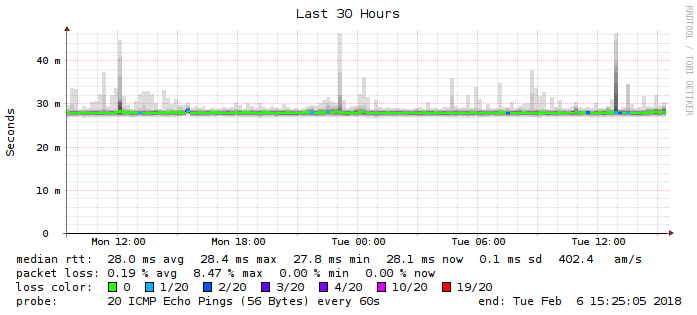 Last 30 Hours
RRDTOOL / TOBI OETIKER
Seconds
40 m
30 m
20 m
10 m
0
Mon 12:00 Mon 18:00 Tue 00:00 Tue 06:00 Tue 12:00
median rtt: 28.0 ms avg 28.4 ms max 27.8 ms min 28.1 ms now 0.1 ms sd 402.4 am/s
packet loss: 0.19 % avg 8.47 % max 0.00 % min 0.00 % now
loss color: 0 1/20 2/20 3/20 4/20 10/20 19/20
probe: 20 ICMP Echo Pings (56 Bytes) every 60s end: Tue Feb 6 15:25:05 2018